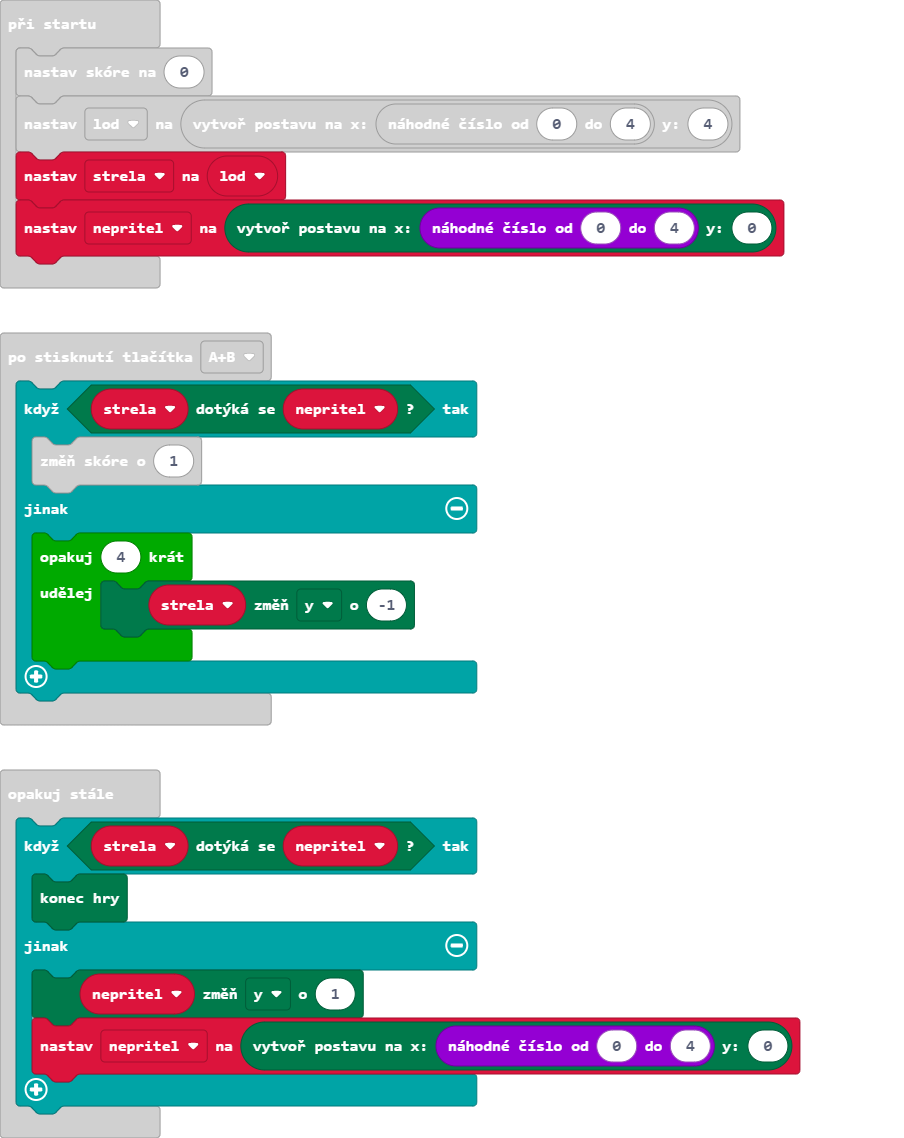 při startu
nastav skóre na 0
nastav lod na vytvoř postavu na x: náhodné číslo od 0 do 4 y: 4
nastav strela na lod
nastav nepritel na vytvoř postavu na x: náhodné číslo od 0 do 4 y: 0
po stisknutí tlačítka A+B
když strela dotýká se nepritel ? tak
změň skóre o 1
jinak
opakuj 4 krát
udělej strela změň y o -1
opakuj stále
když strela dotýká se nepritel ? tak
konec hry
jinak
nepritel změň y o 1
nastav nepritel na vytvoř postavu na x: náhodné číslo od 0 do 4 y: 0